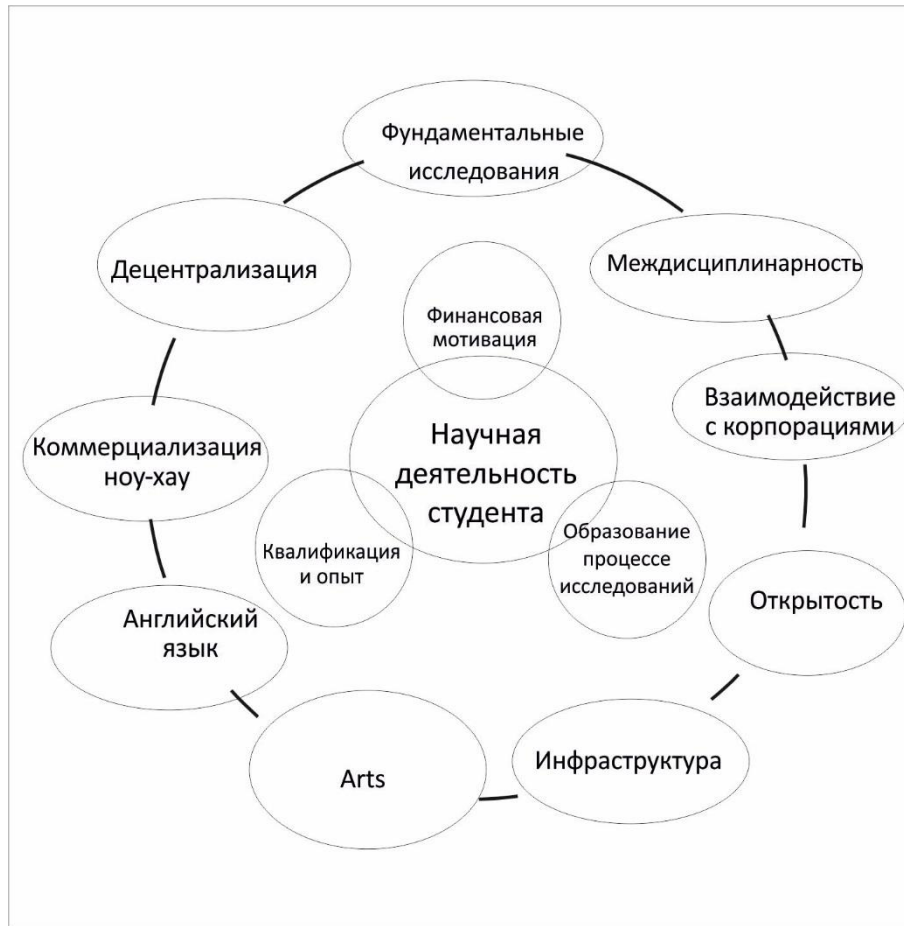 Фундаментальные
исследования
Децентрализация
Междисциплинарность
Финансовая
мотивация
Взаимодействие
с корпорациями
Коммерциализация
ноу-хау
Научная
деятельность
студента
Квалификация
и опыт
Образование
процессе
исследований
Открытость
Английский
язык
Инфраструктура
Arts